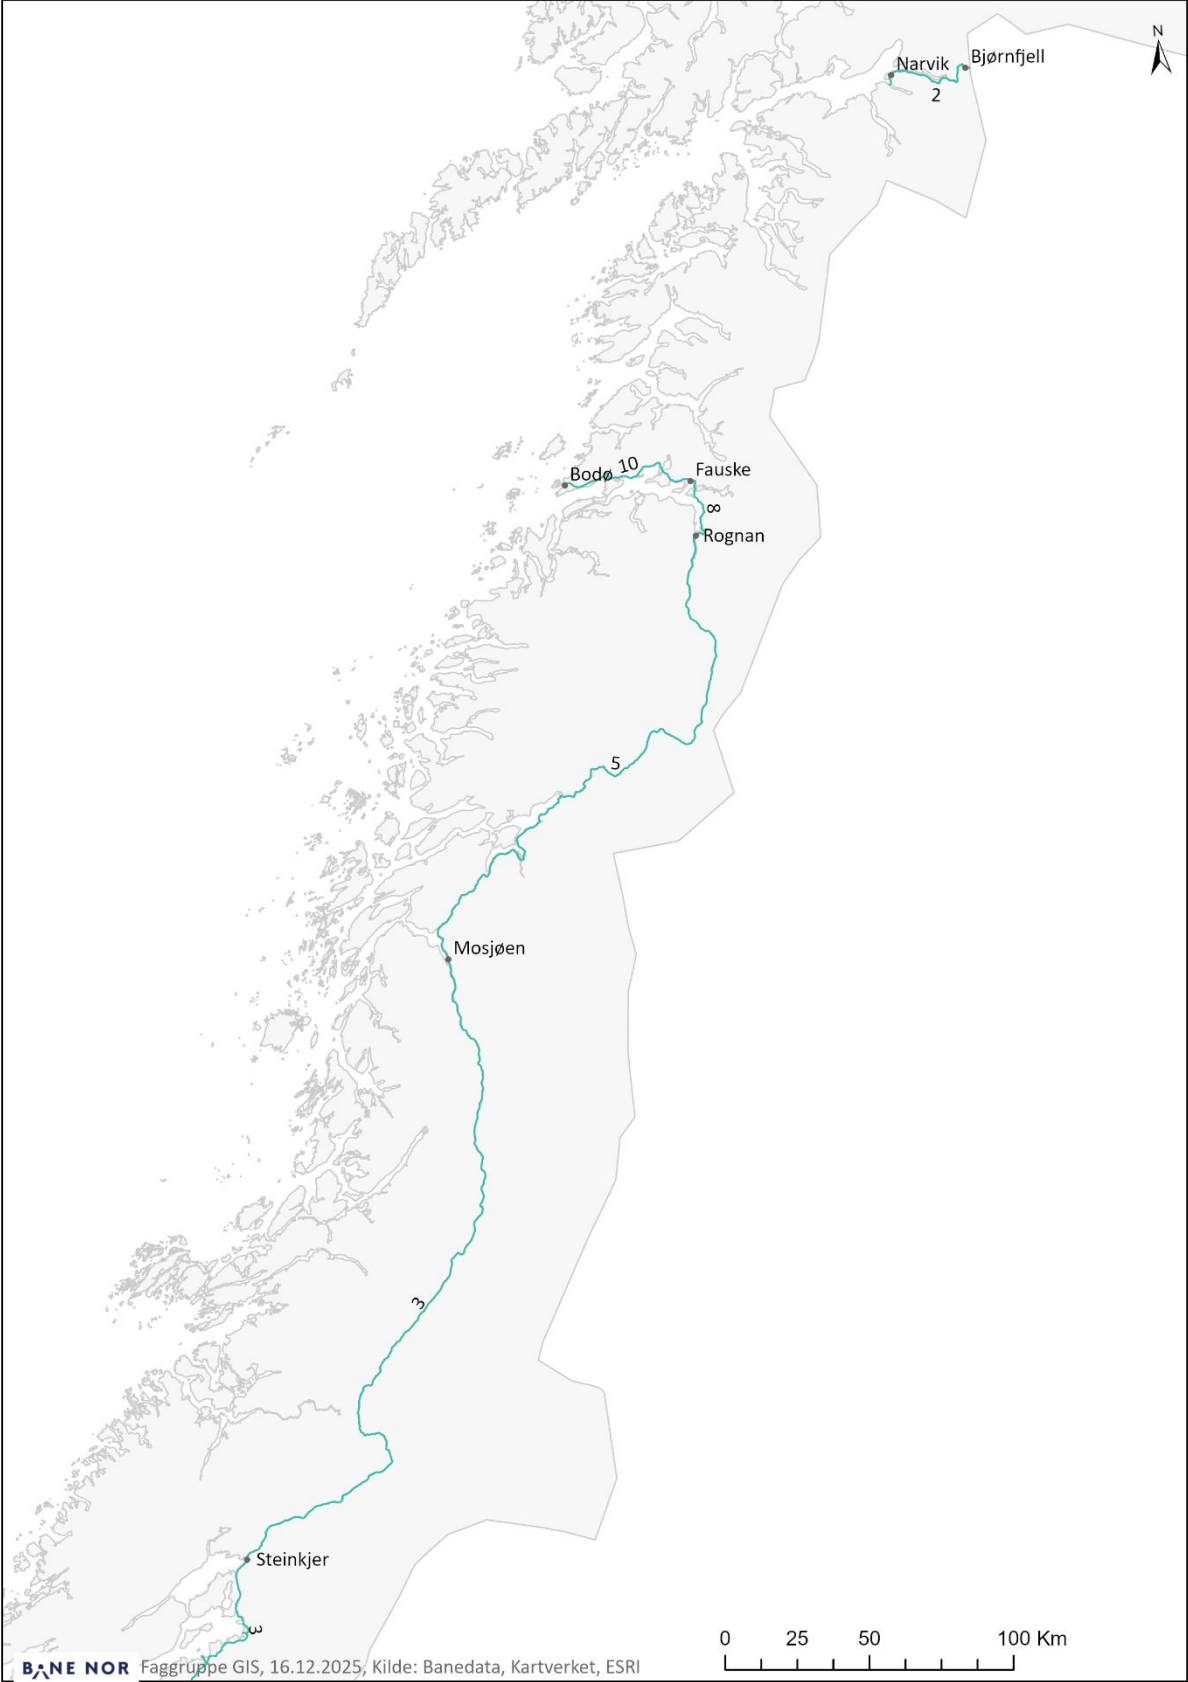 N
Narvik
Bjørnfjell
2
Bodø
10
Fauske
8
Rognan
5
Mosjøen
3
Steinkjer
3
0 25 50 100 Km
BANE NOR Faggruppe GIS, 16.12.2025, Kilde: Banedata, Kartverket, ESRI